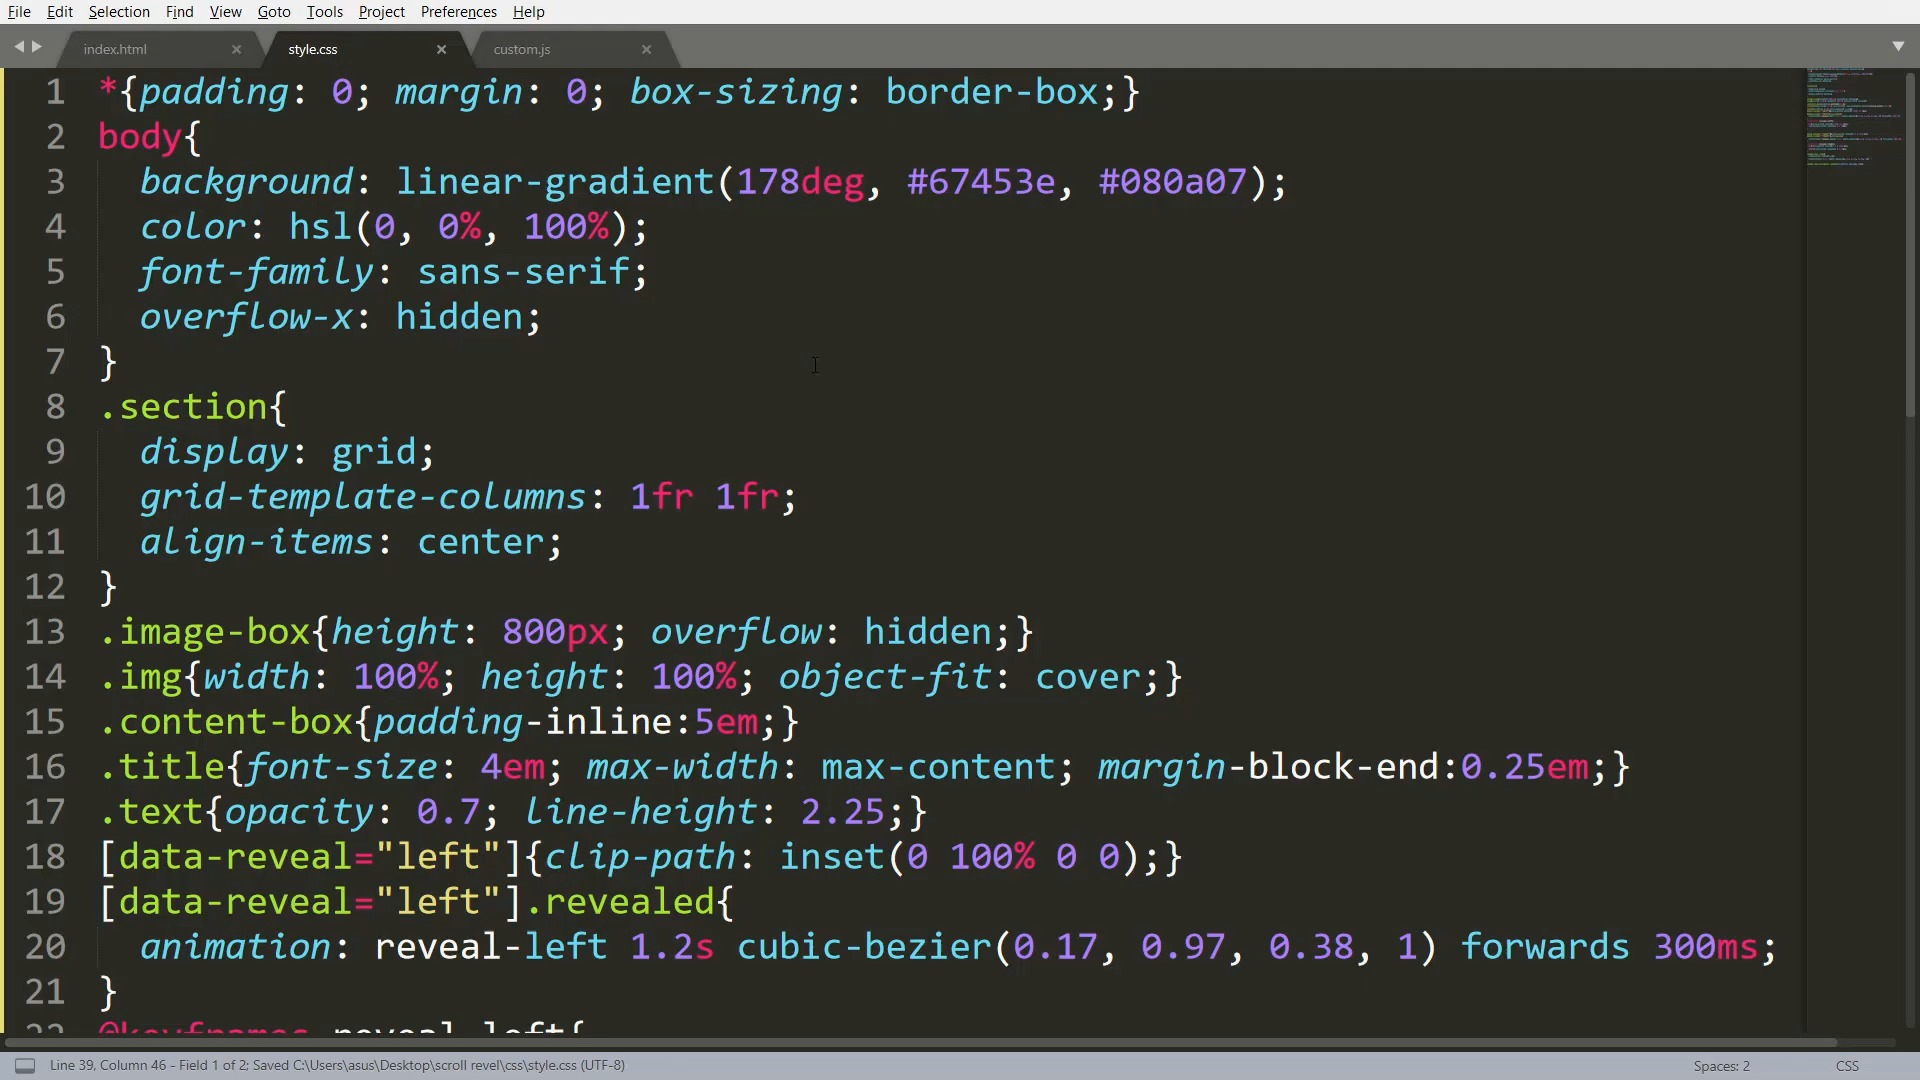 File Edit Selection Find View Goto Tools Project Preferences Help
index.html × style.css × custom.js ×
1 *{padding: 0; margin: 0; box-sizing: border-box;}
2 body{
3 background: linear-gradient(178deg, #67453e, #080a07);
4 color: hsl(0, 0%, 100%);
5 font-family: sans-serif;
6 overflow-x: hidden;
7 }
8 .section{
9 display: grid;
10 grid-template-columns: 1fr 1fr;
11 align-items: center;
12 }
13 .image-box{height: 800px; overflow: hidden;}
14 .img{width: 100%; height: 100%; object-fit: cover;}
15 .content-box{padding-inline:5em;}
16 .title{font-size: 4em; max-width: max-content; margin-block-end:0.25em;}
17 .text{opacity: 0.7; line-height: 2.25;}
18 [data-reveal="left"]{clip-path: inset(0 100% 0 0);}
19 [data-reveal="left"].revealed{
20 animation: reveal-left 1.2s cubic-bezier(0.17, 0.97, 0.38, 1) forwards 300ms;
21 }
22 @keyframes reveal-left{
Line 39, Column 46 - Field 1 of 2; Saved C:\Users\asus\Desktop\scroll revel\css\style.css (UTF-8) Spaces: 2 CSS